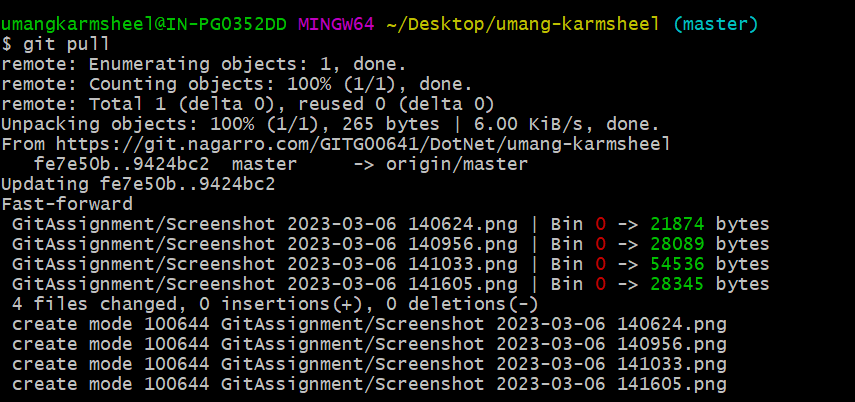 umangkarmsheel@IN-PG0352DD MINGW64 ~/Desktop/umang-karmsheel (master)
$ git pull
remote: Enumerating objects: 1, done.
remote: Counting objects: 100% (1/1), done.
remote: Total 1 (delta 0), reused 0 (delta 0)
Unpacking objects: 100% (1/1), 265 bytes | 6.00 KiB/s, done.
From https://git.nagarro.com/GITG00641/DotNet/umang-karmsheel
   fe7e50b..9424bc2  master     -> origin/master
Updating fe7e50b..9424bc2
Fast-forward
 GitAssignment/Screenshot 2023-03-06 140624.png | Bin 0 -> 21874 bytes
 GitAssignment/Screenshot 2023-03-06 140956.png | Bin 0 -> 28089 bytes
 GitAssignment/Screenshot 2023-03-06 141033.png | Bin 0 -> 54536 bytes
 GitAssignment/Screenshot 2023-03-06 141605.png | Bin 0 -> 28345 bytes
 4 files changed, 0 insertions(+), 0 deletions(-)
 create mode 100644 GitAssignment/Screenshot 2023-03-06 140624.png
 create mode 100644 GitAssignment/Screenshot 2023-03-06 140956.png
 create mode 100644 GitAssignment/Screenshot 2023-03-06 141033.png
 create mode 100644 GitAssignment/Screenshot 2023-03-06 141605.png